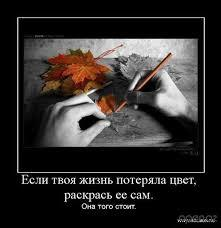 Если твоя жизнь потеряла цвет,
раскрась ее сам.
Она того стоит.